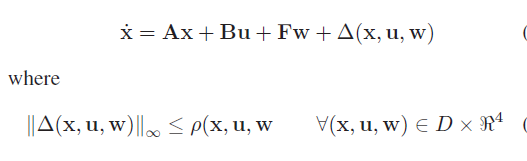 ẋ = Ax + Bu + Fw + Δ(x, u, w) (
where
‖Δ(x, u, w)‖∞ ≤ ρ(x, u, w ∀(x, u, w) ∈ D × ℜ⁴ (